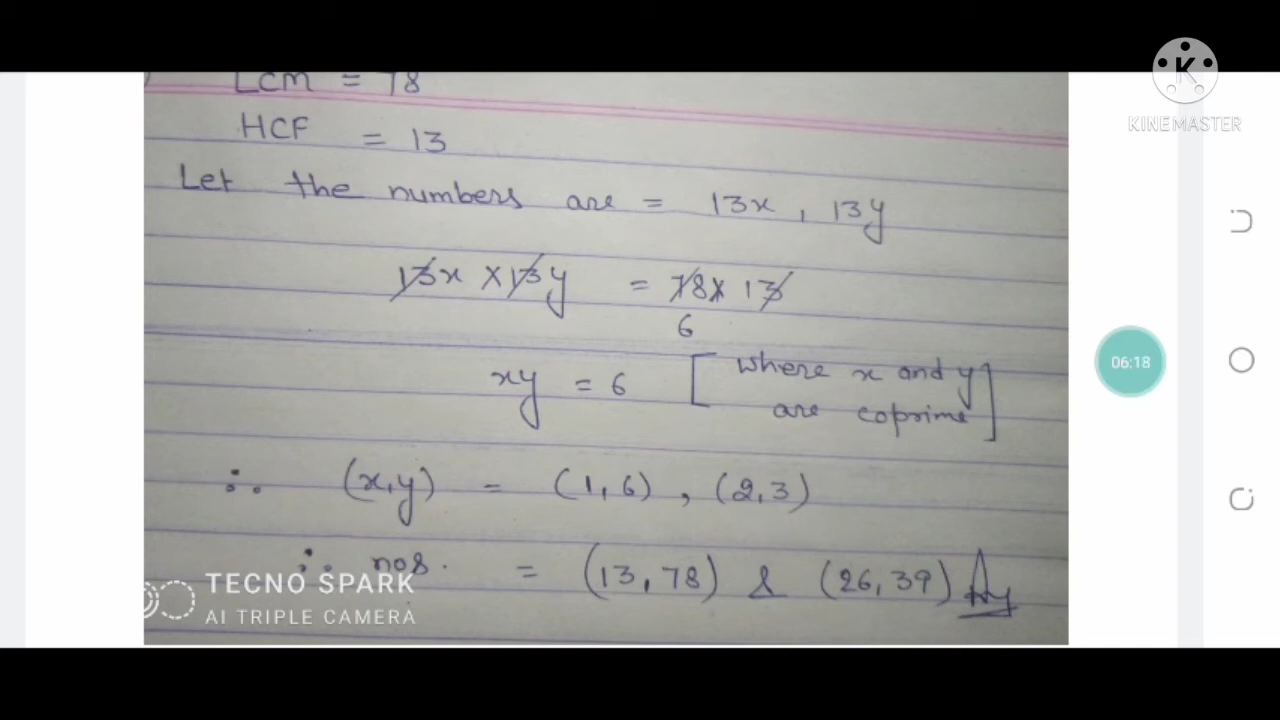 Lcm = 78
HCF = 13
Let the numbers are = 13x , 13y
13x × 13y = 78 × 13
6
xy = 6 [where x and y are coprime]
∴ (x,y) = (1,6) , (2,3)
∴ nos. = (13,78) & (26,39) Ans
TECNO SPARK
AI TRIPLE CAMERA
KINEMASTER
06:18